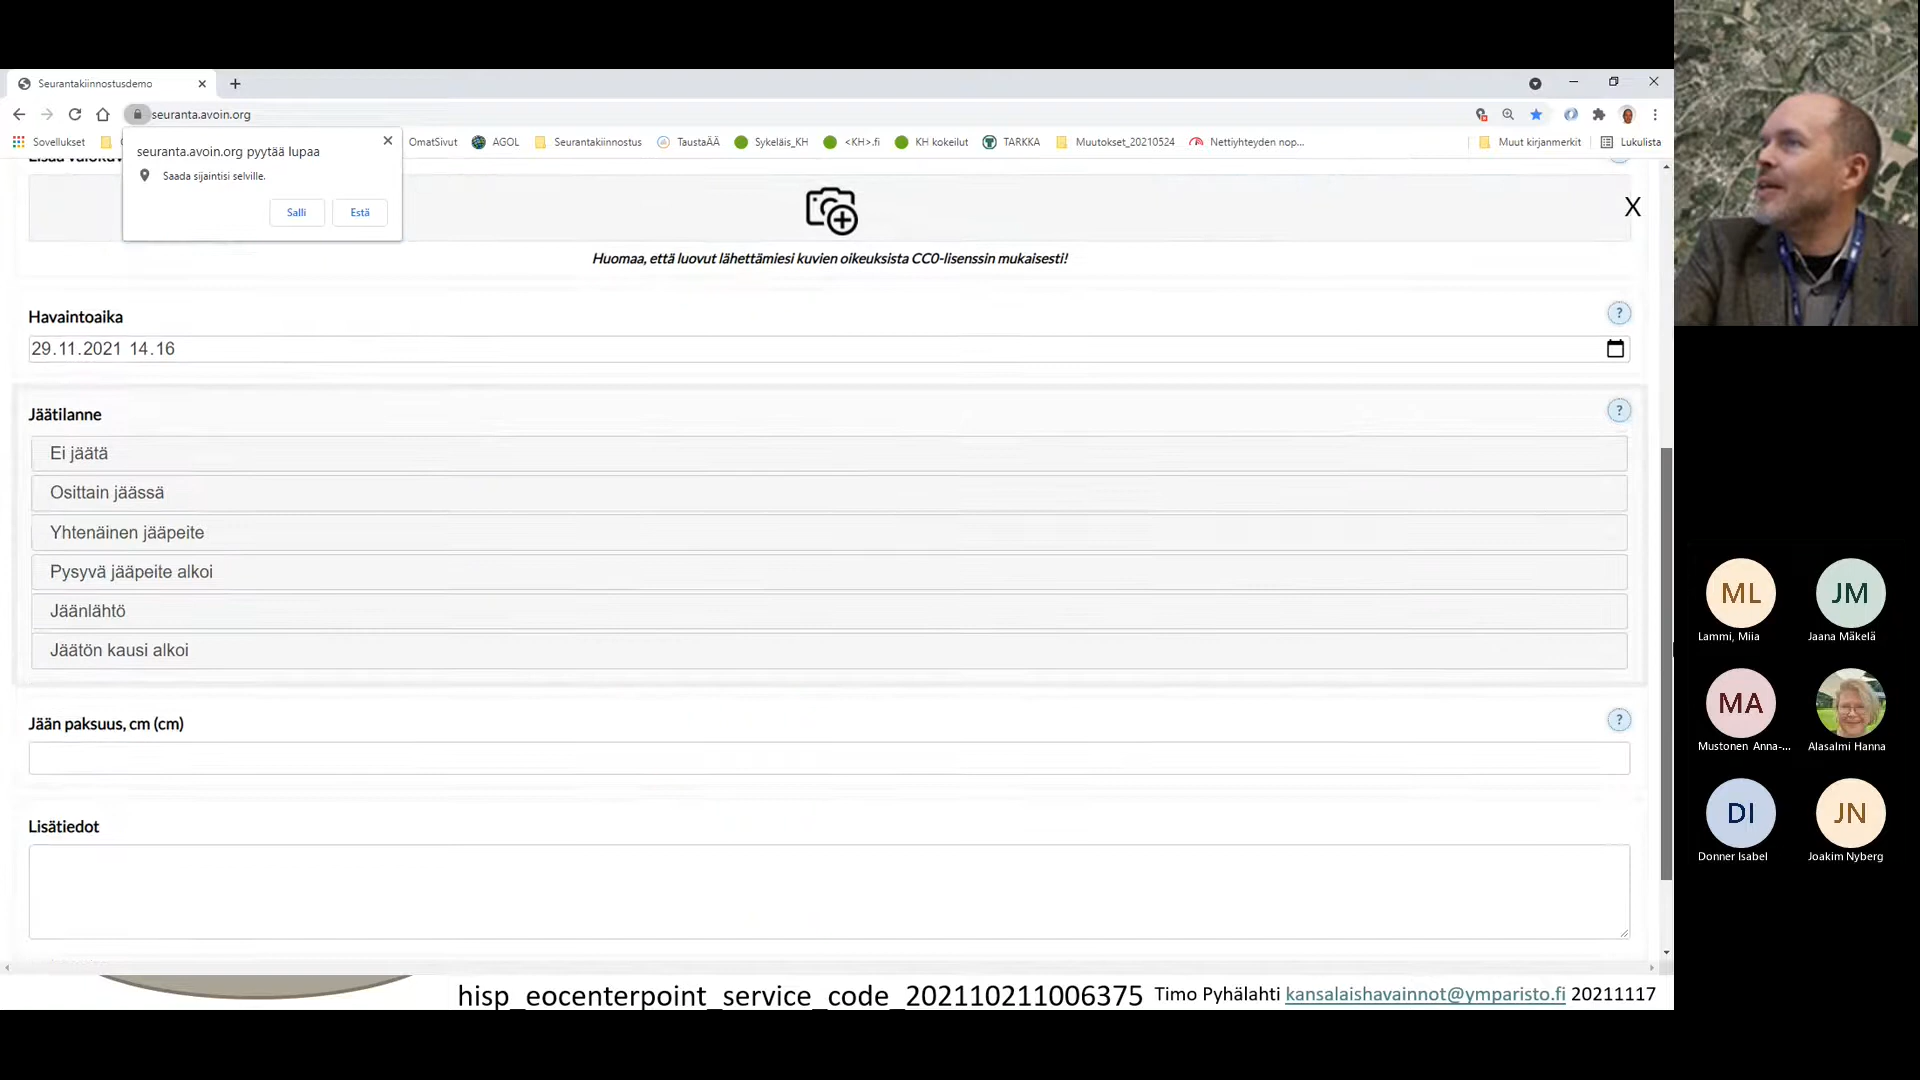 Seurantakiinnostusdemo
seuranta.avoin.org
Sovellukset
OmatSivut
AGOL
Seurantakiinnostus
TaustaÄÄ
Sykeläis_KH
<KH>.fi
KH kokeilut
TARKKA
Muutokset_20210524
Nettiyhteyden nop...
Muut kirjanmerkit
Lukulista
seuranta.avoin.org pyytää lupaa
Saada sijaintisi selville.
Salli
Estä
X
Huomaa, että luovut lähettämiesi kuvien oikeuksista CC0-lisenssin mukaisesti!
Havaintoaika
?
29.11.2021 14.16
Jäätilanne
?
Ei jäätä
Osittain jäässä
Yhtenäinen jääpeite
Pysyvä jääpeite alkoi
Jäänlähtö
Jäätön kausi alkoi
Jään paksuus, cm (cm)
?
Lisätiedot
hisp_eocenterpoint_service_code_202110211006375
Timo Pyhälahti kansalaishavainnot@ymparisto.fi 20211117
ML
Lammi, Miia
JM
Jaana Mäkelä
MA
Mustonen Anna-...
Alasalmi Hanna
DI
Donner Isabel
JN
Joakim Nyberg